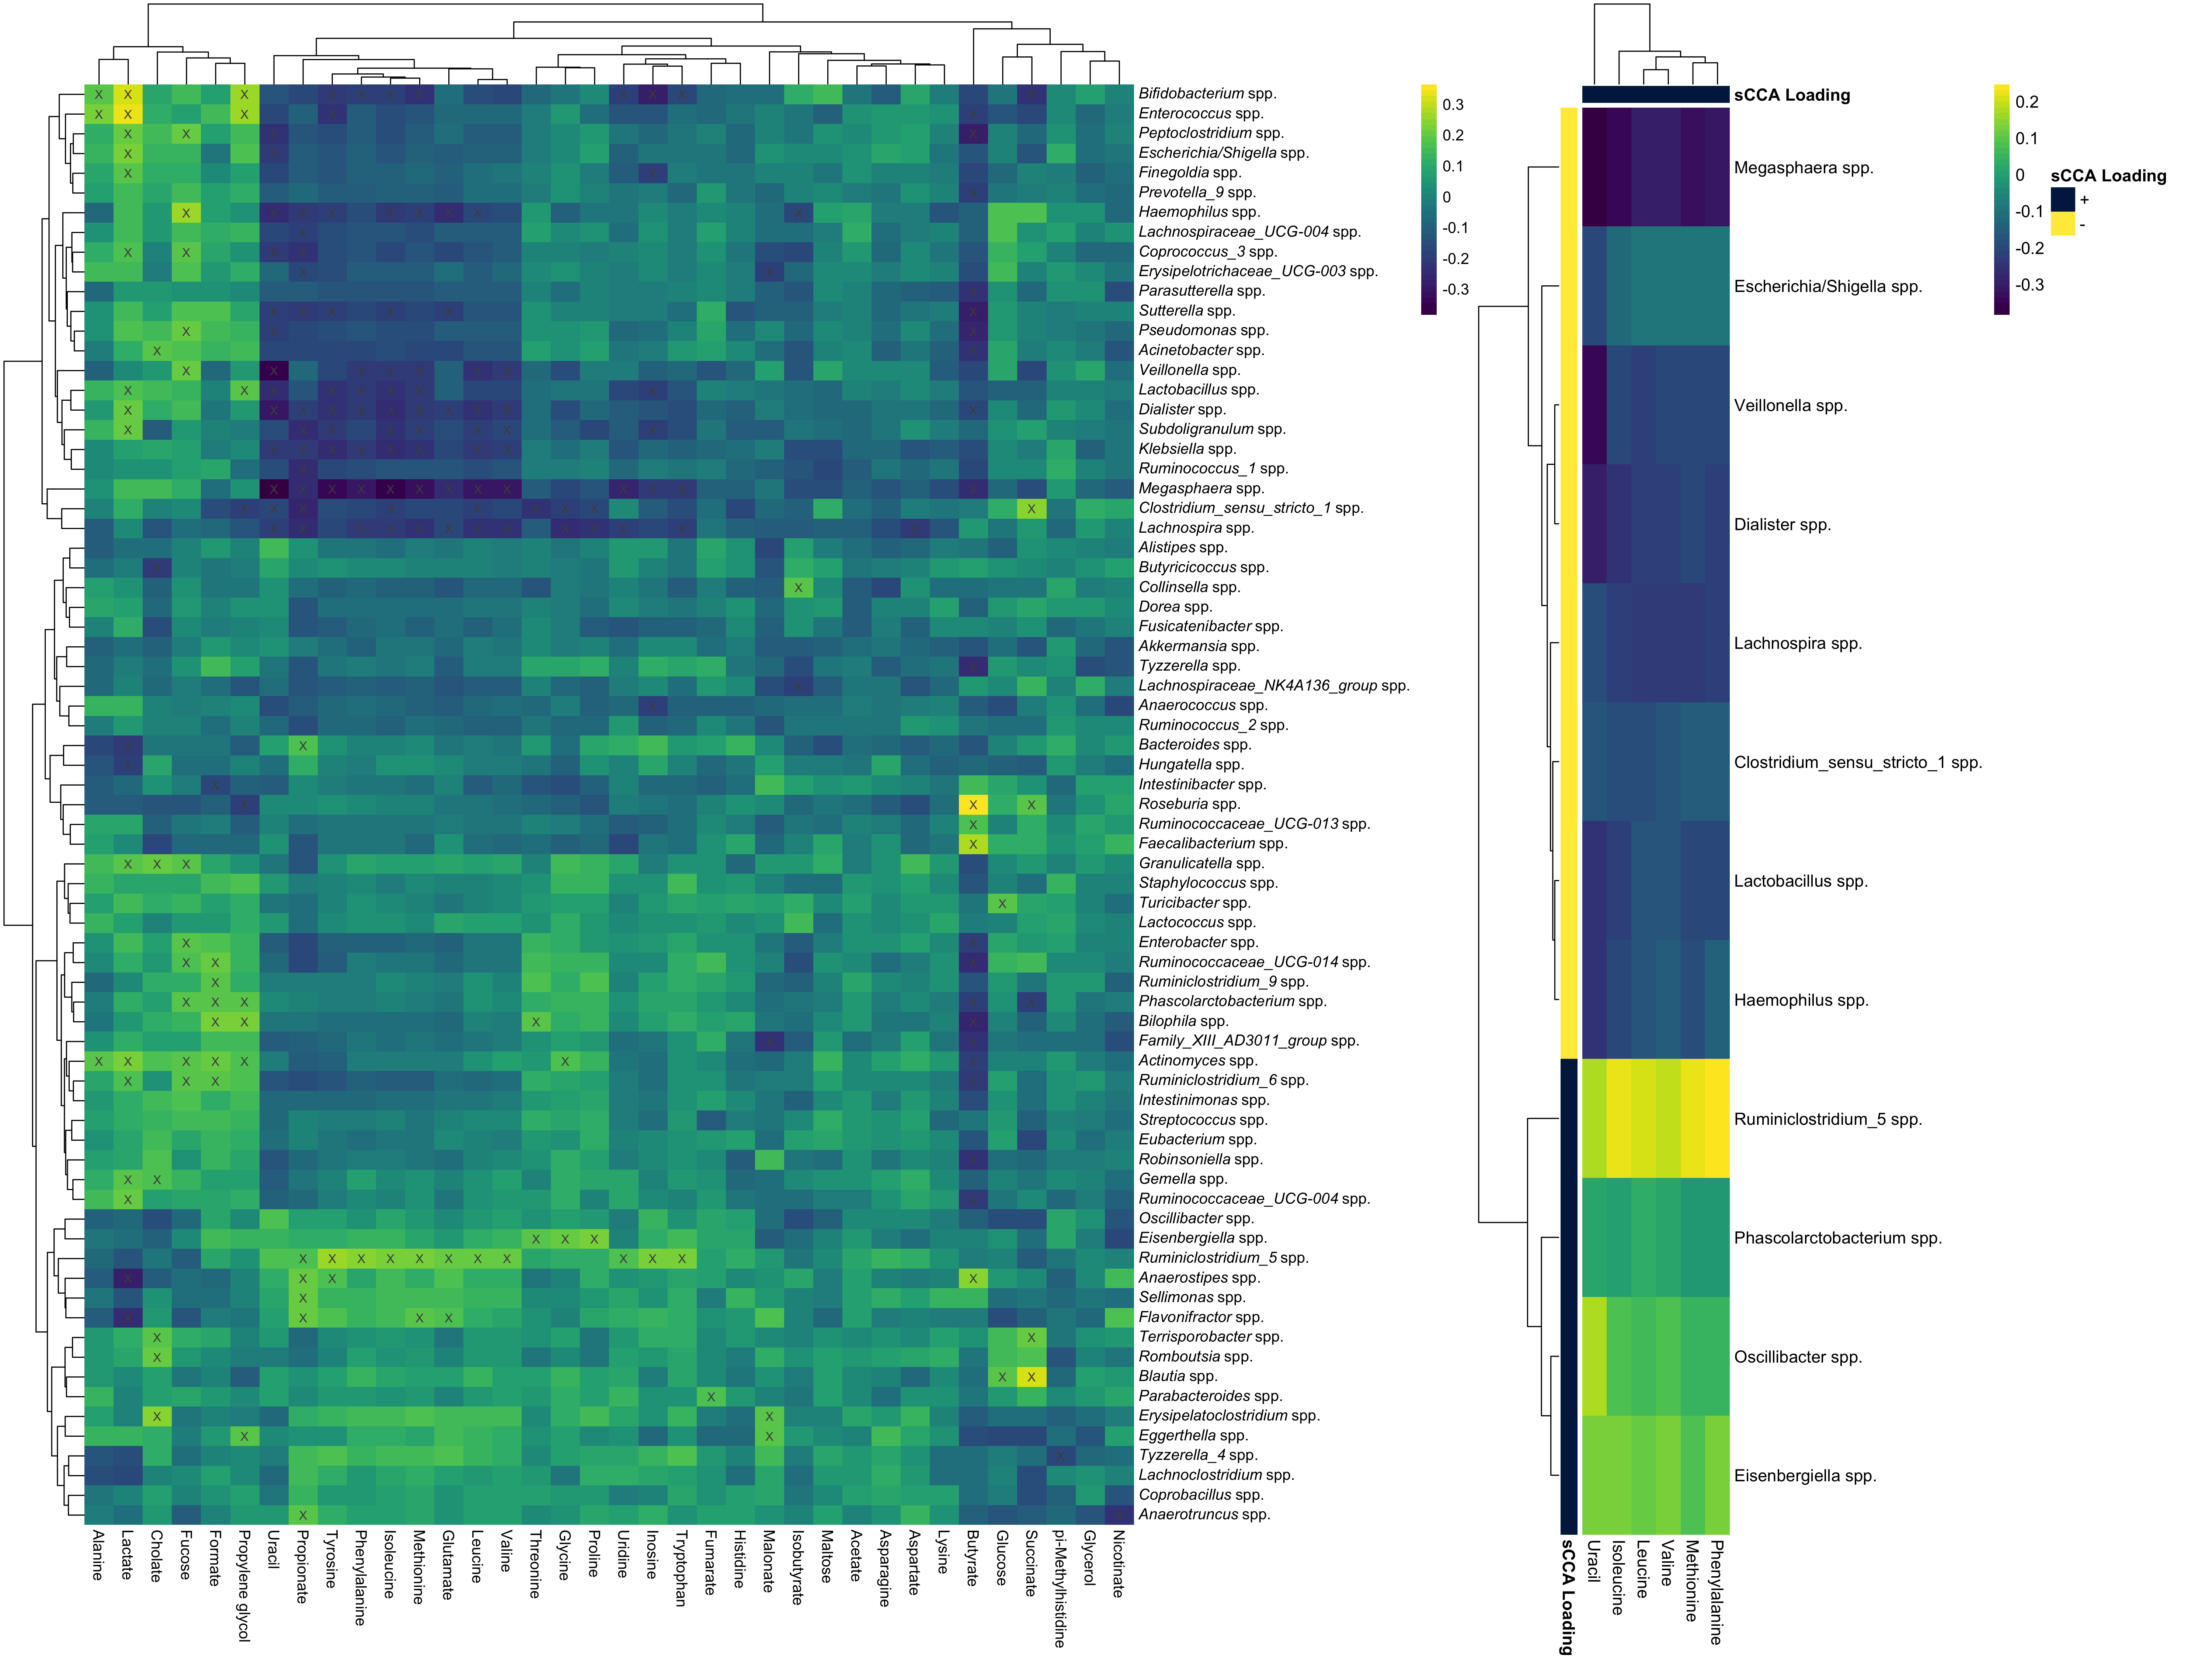 Bifidobacterium spp.
Enterococcus spp.
Peptoclostridium spp.
Escherichia/Shigella spp.
Finegoldia spp.
Prevotella_9 spp.
Haemophilus spp.
Lachnospiraceae_UCG-004 spp.
Coprococcus_3 spp.
Erysipelotrichaceae_UCG-003 spp.
Parasutterella spp.
Sutterella spp.
Pseudomonas spp.
Acinetobacter spp.
Veillonella spp.
Lactobacillus spp.
Dialister spp.
Subdoligranulum spp.
Klebsiella spp.
Ruminococcus_1 spp.
Megasphaera spp.
Clostridium_sensu_stricto_1 spp.
Lachnospira spp.
Alistipes spp.
Butyricicoccus spp.
Collinsella spp.
Dorea spp.
Fusicatenibacter spp.
Akkermansia spp.
Tyzzerella spp.
Lachnospiraceae_NK4A136_group spp.
Anaerococcus spp.
Ruminococcus_2 spp.
Bacteroides spp.
Hungatella spp.
Intestinibacter spp.
Roseburia spp.
Ruminococcaceae_UCG-013 spp.
Faecalibacterium spp.
Granulicatella spp.
Staphylococcus spp.
Turicibacter spp.
Lactococcus spp.
Enterobacter spp.
Ruminococcaceae_UCG-014 spp.
Ruminiclostridium_9 spp.
Phascolarctobacterium spp.
Bilophila spp.
Family_XIII_AD3011_group spp.
Actinomyces spp.
Ruminiclostridium_6 spp.
Intestinimonas spp.
Streptococcus spp.
Eubacterium spp.
Robinsoniella spp.
Gemella spp.
Ruminococcaceae_UCG-004 spp.
Oscillibacter spp.
Eisenbergiella spp.
Ruminiclostridium_5 spp.
Anaerostipes spp.
Sellimonas spp.
Flavonifractor spp.
Terrisporobacter spp.
Romboutsia spp.
Blautia spp.
Parabacteroides spp.
Erysipelatoclostridium spp.
Eggerthella spp.
Tyzzerella_4 spp.
Lachnoclostridium spp.
Coprobacillus spp.
Anaerotruncus spp.
Alanine
Lactate
Cholate
Fucose
Formate
Propylene glycol
Uracil
Propionate
Tyrosine
Phenylalanine
Isoleucine
Methionine
Glutamate
Leucine
Valine
Threonine
Glycine
Proline
Uridine
Inosine
Tryptophan
Fumarate
Histidine
Malonate
Isobutyrate
Maltose
Acetate
Asparagine
Aspartate
Lysine
Butyrate
Glucose
Succinate
pi-Methylhistidine
Glycerol
Nicotinate
0.3
0.2
0.1
0
-0.1
-0.2
-0.3
sCCA Loading
Megasphaera spp.
Escherichia/Shigella spp.
Veillonella spp.
Dialister spp.
Lachnospira spp.
Clostridium_sensu_stricto_1 spp.
Lactobacillus spp.
Haemophilus spp.
Ruminiclostridium_5 spp.
Phascolarctobacterium spp.
Oscillibacter spp.
Eisenbergiella spp.
sCCA Loading
Uracil
Isoleucine
Leucine
Valine
Methionine
Phenylalanine
0.2
0.1
0
-0.1
-0.2
-0.3
sCCA Loading
+
-